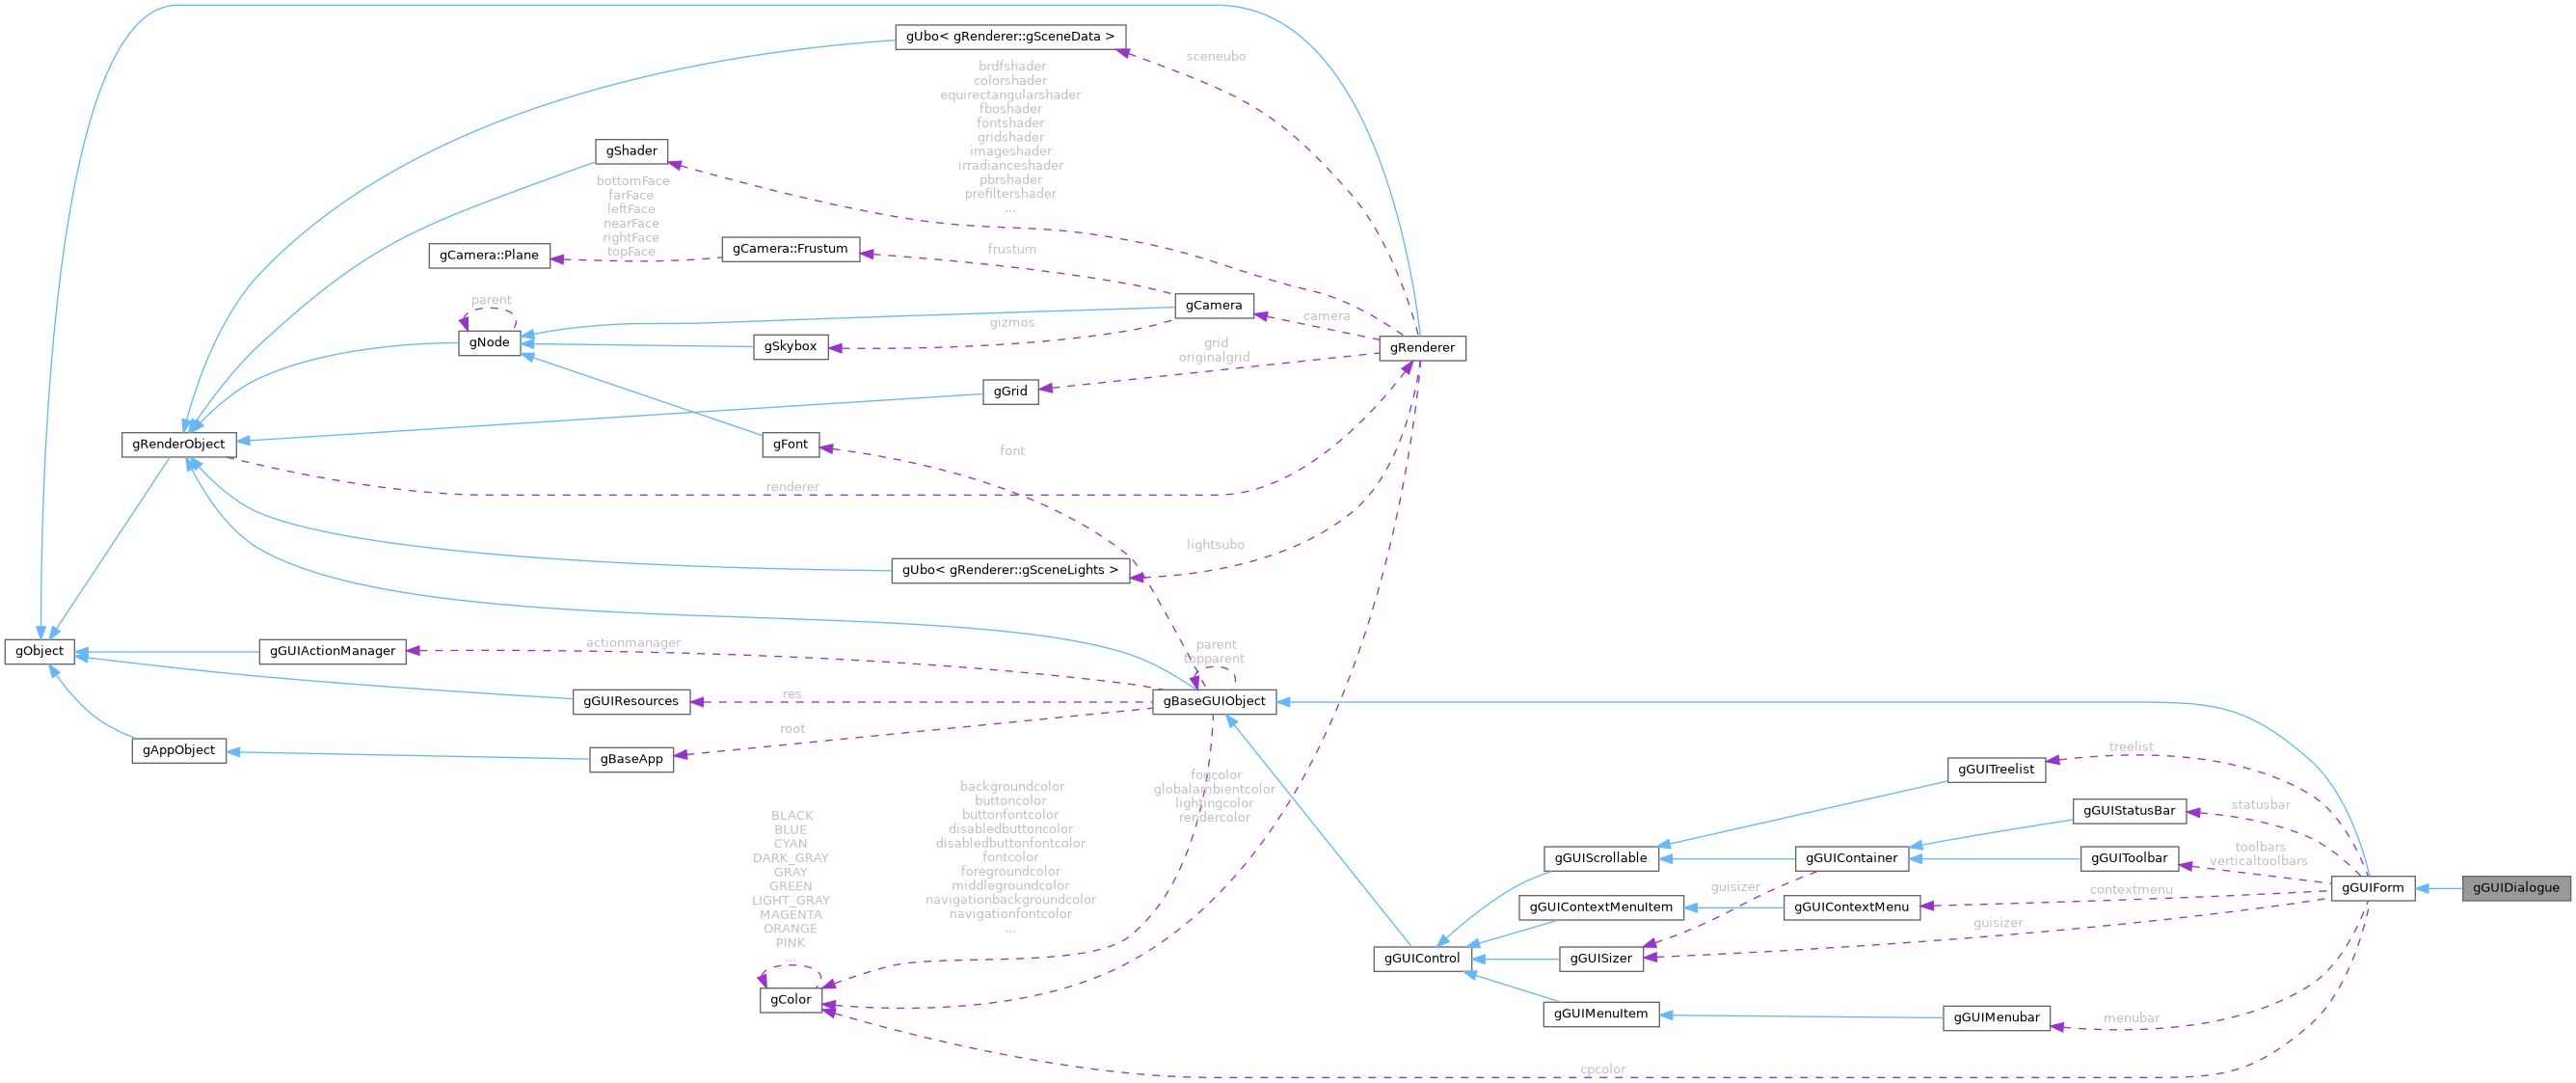 gUbo< gRenderer::gSceneData >
sceneubo
brdfshader
colorshader
equirectangularshader
fboshader
fontshader
gridshader
imageshader
irradianceshader
pbrshader
prefiltershader
...
gShader
bottomFace
farFace
leftFace
nearFace
rightFace
topFace
gCamera::Plane
gCamera::Frustum
frustum
gCamera
camera
parent
gNode
gSkybox
gizmos
gRenderer
grid
originalgrid
gGrid
gRenderObject
gFont
font
renderer
lightsubo
gUbo< gRenderer::gSceneLights >
gObject
gGUIActionManager
actionmanager
parent
topparent
gGUIResources
res
gBaseGUIObject
root
gAppObject
gBaseApp
treelist
gGUITreelist
fogcolor
globalambientcolor
lightingcolor
rendercolor
backgroundcolor
buttoncolor
buttonfontcolor
disabledbuttoncolor
disabledbuttonfontcolor
fontcolor
foregroundcolor
middlegroundcolor
navigationbackgroundcolor
navigationfontcolor
...
BLACK
BLUE
CYAN
DARK_GRAY
GRAY
GREEN
LIGHT_GRAY
MAGENTA
ORANGE
PINK
...
gColor
gGUIStatusBar
statusbar
gGUIScrollable
gGUIContainer
gGUIToolbar
toolbars
verticaltoolbars
guisizer
gGUIContextMenuItem
gGUIContextMenu
contextmenu
gGUIForm
gGUIDialogue
guisizer
gGUIControl
gGUISizer
gGUIMenuItem
gGUIMenubar
menubar
cpcolor